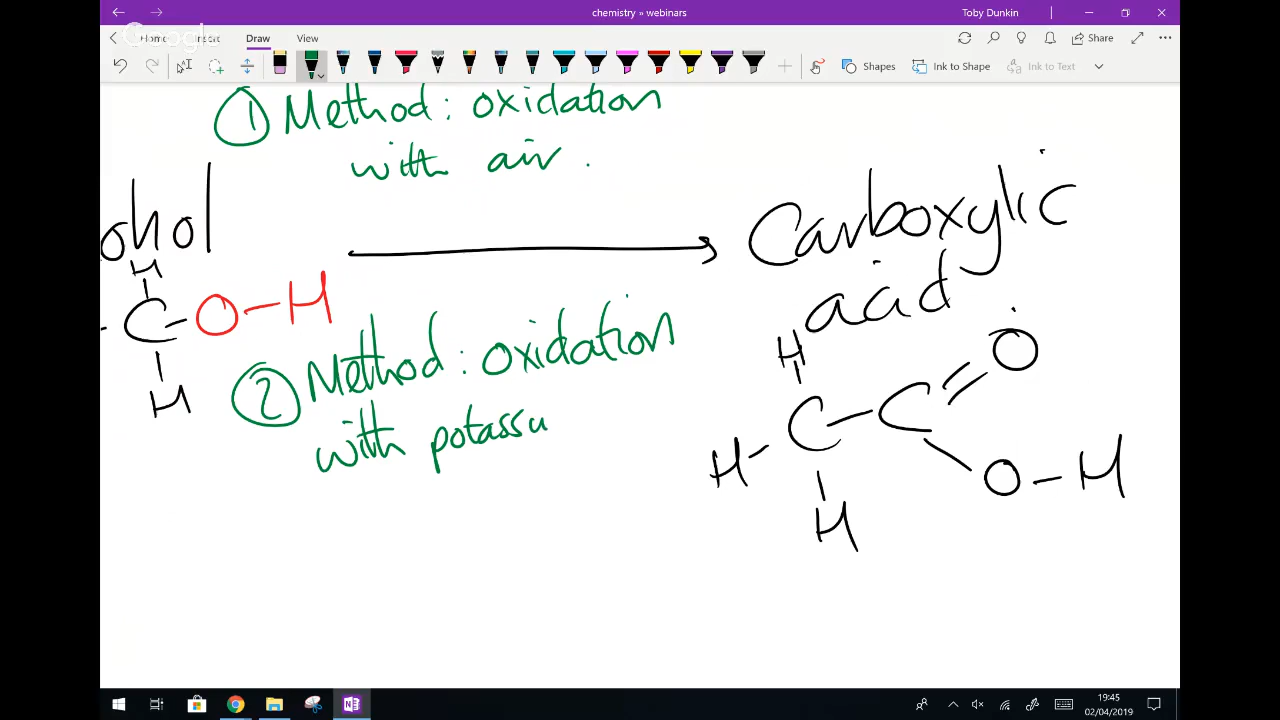 chemistry » webinars
Toby Dunkin
Google
Home
Insert
Draw
View
Share
Shapes
Ink to Shape
Ink to Text
① Method: oxidation
with air.
ohol
Carboxylic
acid
H
C-O-H
H
② Method: oxidation
with potassu
H
C-C=O
H-
O-H
H
19:45
02/04/2019